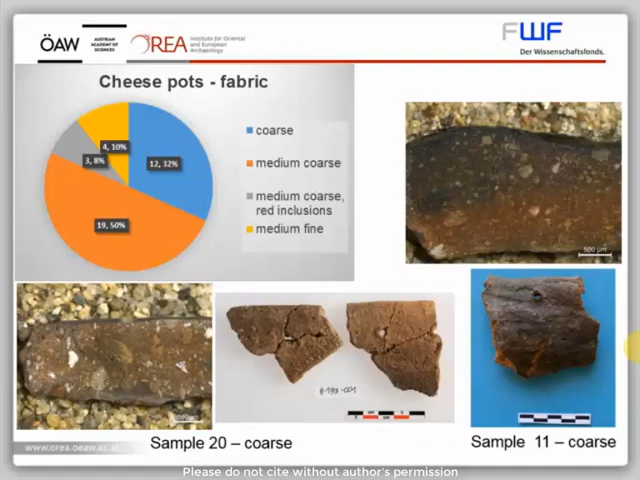 ÖAW
AUSTRIAN
ACADEMY OF
SCIENCES
OREA
Institute for Oriental
and European
Archaeology
FWF
Der Wissenschaftsfonds.
Cheese pots - fabric
4, 10%
3, 8%
12, 32%
19, 50%
coarse
medium coarse
medium coarse,
red inclusions
medium fine
500 µm
Sample 20 – coarse
Sample 11 – coarse
www.orea.oeaw.ac.at
Please do not cite without author's permission